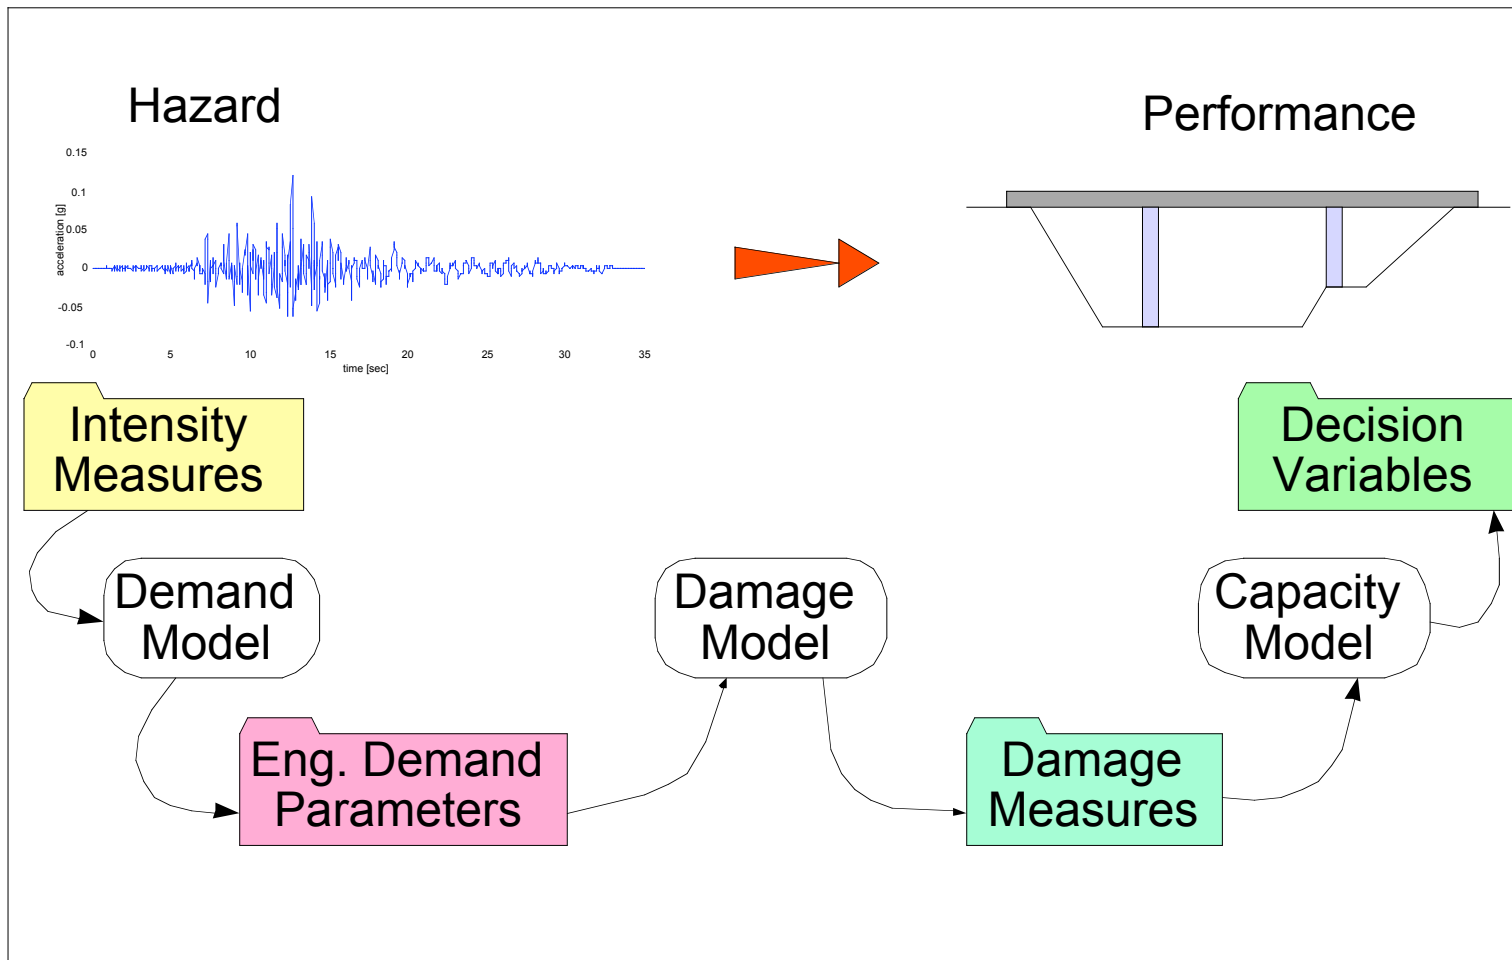 Hazard
Performance
0.15
0.1
0.05
0
-0.05
-0.1
acceleration [g]
0 5 10 15 20 25 30 35
time [sec]
Intensity
Measures
Decision
Variables
Demand
Model
Damage
Model
Capacity
Model
Eng. Demand
Parameters
Damage
Measures